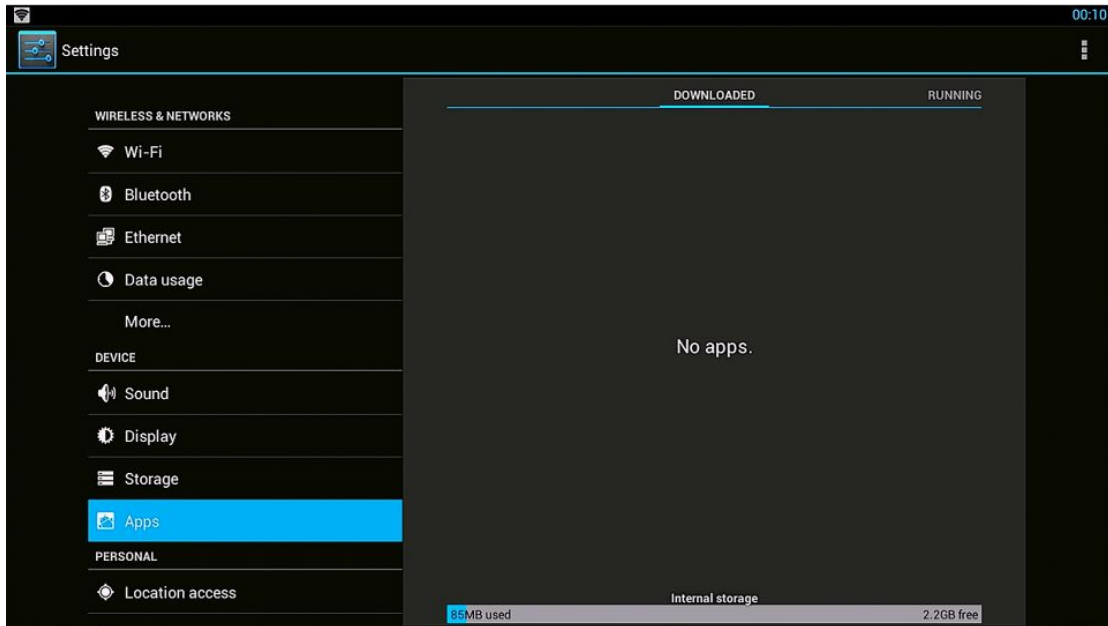 00:10
Settings
WIRELESS & NETWORKS
Wi-Fi
Bluetooth
Ethernet
Data usage
More...
DEVICE
Sound
Display
Storage
Apps
PERSONAL
Location access
DOWNLOADED RUNNING
No apps.
Internal storage
85MB used 2.2GB free